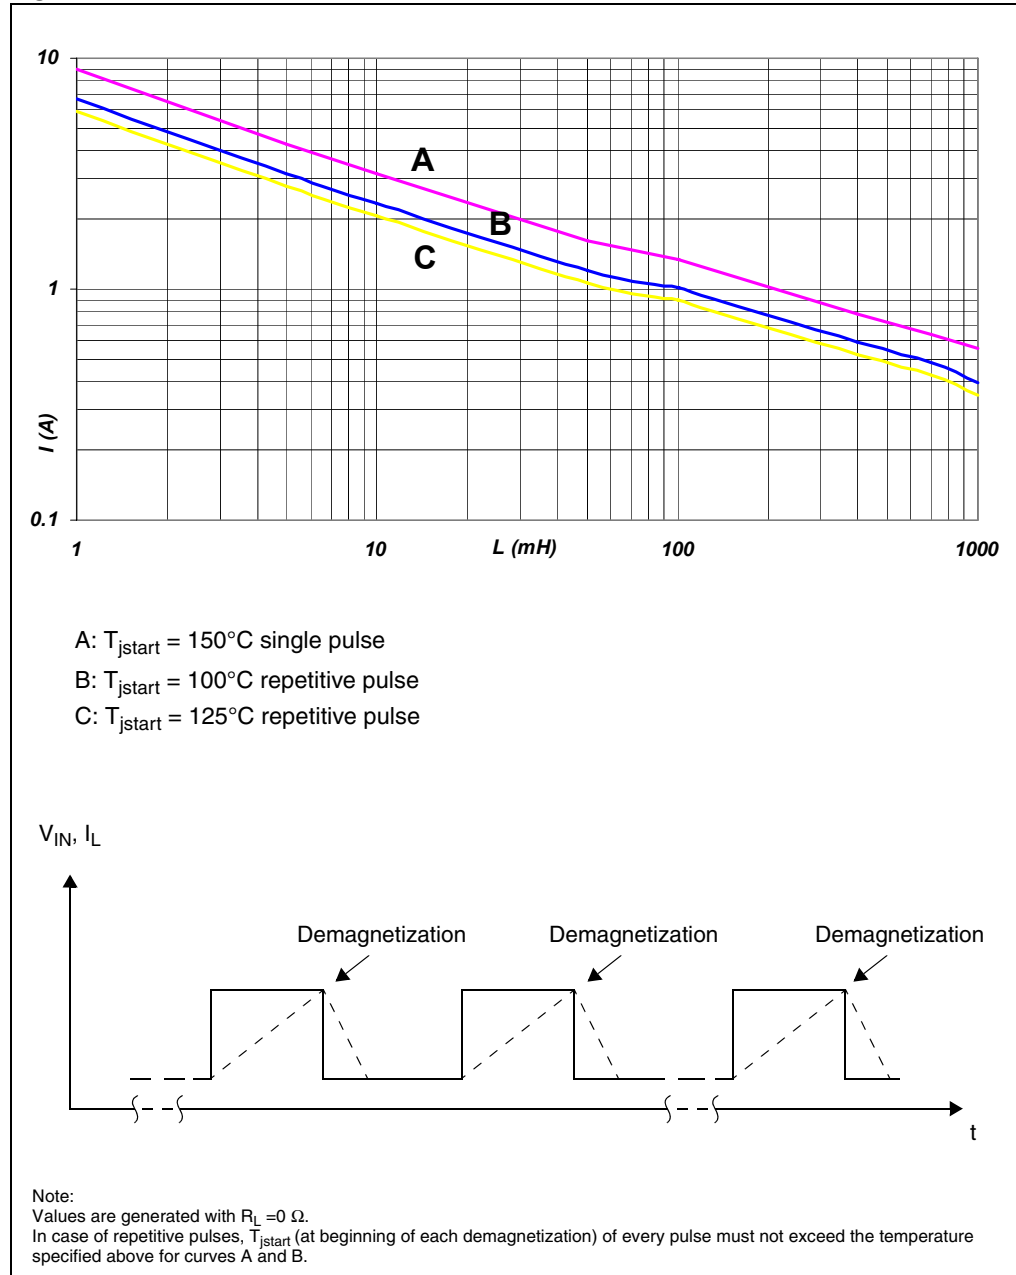 10
A
B
C
1
I (A)
0.1
1 10 L (mH) 100 1000
A: Tjstart = 150°C single pulse
B: Tjstart = 100°C repetitive pulse
C: Tjstart = 125°C repetitive pulse
VIN, IL
Demagnetization Demagnetization Demagnetization
t
Note:
Values are generated with RL =0 Ω.
In case of repetitive pulses, Tjstart (at beginning of each demagnetization) of every pulse must not exceed the temperature
specified above for curves A and B.